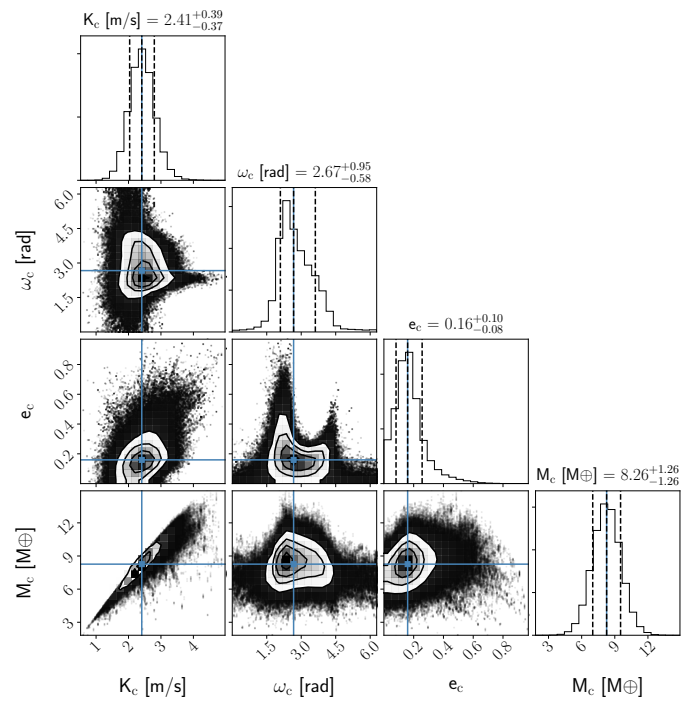 K_c [m/s] = 2.41^{+0.39}_{-0.37}
ω_c [rad] = 2.67^{+0.95}_{-0.58}
6.0
4.5
3.0
1.5
ω_c [rad]
e_c = 0.16^{+0.10}_{-0.08}
0.8
0.6
0.4
0.2
e_c
M_c [M⊕] = 8.26^{+1.26}_{-1.26}
12
9
6
3
M_c [M⊕]
1 2 3 4 1.5 3.0 4.5 6.0 0.2 0.4 0.6 0.8 3 6 9 12
K_c [m/s] ω_c [rad] e_c M_c [M⊕]